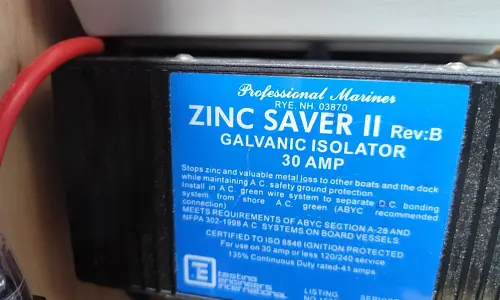 Professional Mariner
RYE, NH. 03870
ZINC SAVER II Rev:B
GALVANIC ISOLATOR
30 AMP
Stops zinc and valuable metal loss to other boats and the dock
while maintaining A.C. safety ground protection.
Install in A.C. green wire system to separate D.C. bonding
system from shore A.C. green (ABYC recommended
connection)
MEETS REQUIREMENTS OF ABYC SECTION A-28 AND
NFPA 302-1998 A.C. SYSTEMS ON BOARD VESSELS.
CERTIFIED TO ISO 8846 IGNITION PROTECTED
For use on 30 amp or less 120/240 service.
135% Continuous Duty rated-41 amps
testing
engineers
international
LISTING